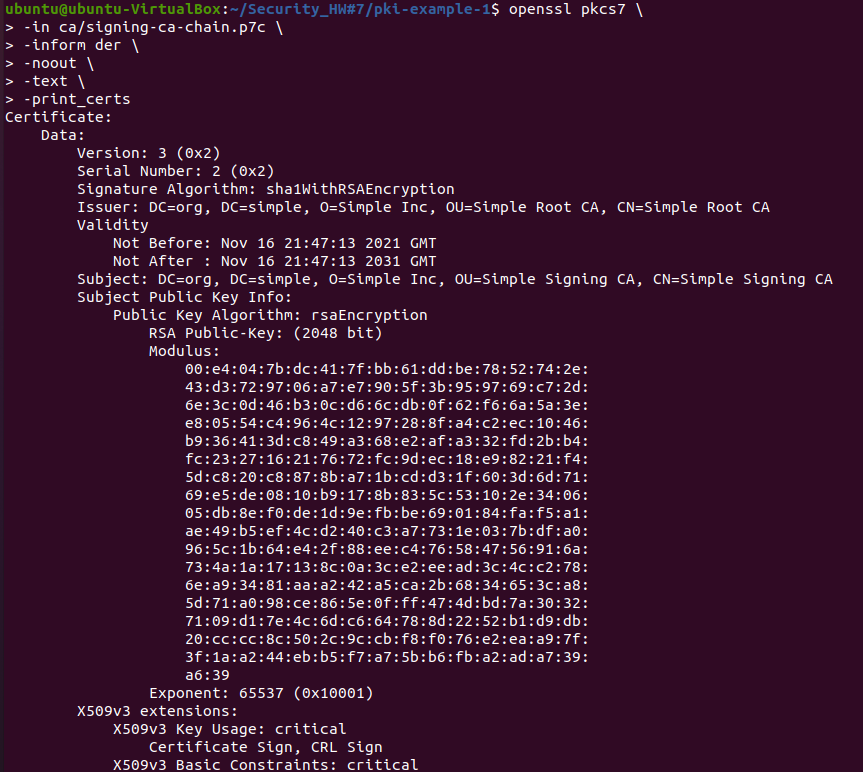 ubuntu@ubuntu-VirtualBox:~/Security_HW#7/pki-example-1$ openssl pkcs7 \
> -in ca/signing-ca-chain.p7c \
> -inform der \
> -noout \
> -text \
> -print_certs
Certificate:
    Data:
        Version: 3 (0x2)
        Serial Number: 2 (0x2)
        Signature Algorithm: sha1WithRSAEncryption
        Issuer: DC=org, DC=simple, O=Simple Inc, OU=Simple Root CA, CN=Simple Root CA
        Validity
            Not Before: Nov 16 21:47:13 2021 GMT
            Not After : Nov 16 21:47:13 2031 GMT
        Subject: DC=org, DC=simple, O=Simple Inc, OU=Simple Signing CA, CN=Simple Signing CA
        Subject Public Key Info:
            Public Key Algorithm: rsaEncryption
                RSA Public-Key: (2048 bit)
                Modulus:
                    00:e4:04:7b:dc:41:7f:bb:61:dd:be:78:52:74:2e:
                    43:d3:72:97:06:a7:e7:90:5f:3b:95:97:69:c7:2d:
                    6e:3c:0d:46:b3:0c:d6:6c:db:0f:62:f6:6a:5a:3e:
                    e8:05:54:c4:96:4c:12:97:28:8f:a4:c2:ec:10:46:
                    b9:36:41:3d:c8:49:a3:68:e2:af:a3:32:fd:2b:b4:
                    fc:23:27:16:21:76:72:fc:9d:ec:18:e9:82:21:f4:
                    5d:c8:20:c8:87:8b:a7:1b:cd:d3:1f:60:3d:6d:71:
                    69:e5:de:08:10:b9:17:8b:83:5c:53:10:2e:34:06:
                    05:db:8e:f0:de:1d:9e:fb:be:69:01:84:fa:f5:a1:
                    ae:49:b5:ef:4c:d2:40:c3:a7:73:1e:03:7b:df:a0:
                    96:5c:1b:64:e4:2f:88:ee:c4:76:58:47:56:91:6a:
                    73:4a:1a:17:13:8c:0a:3c:e2:ee:ad:3c:4c:c2:78:
                    6e:a9:34:81:aa:a2:42:a5:ca:2b:68:34:65:3c:a8:
                    5d:71:a0:98:ce:86:5e:0f:ff:47:4d:bd:7a:30:32:
                    71:09:d1:7e:4c:6d:c6:64:78:8d:22:52:b1:d9:db:
                    20:cc:cc:8c:50:2c:9c:cb:f8:f0:76:e2:ea:a9:7f:
                    3f:1a:a2:44:eb:b5:f7:a7:5b:b6:fb:a2:ad:a7:39:
                    a6:39
                Exponent: 65537 (0x10001)
        X509v3 extensions:
            X509v3 Key Usage: critical
                Certificate Sign, CRL Sign
            X509v3 Basic Constraints: critical